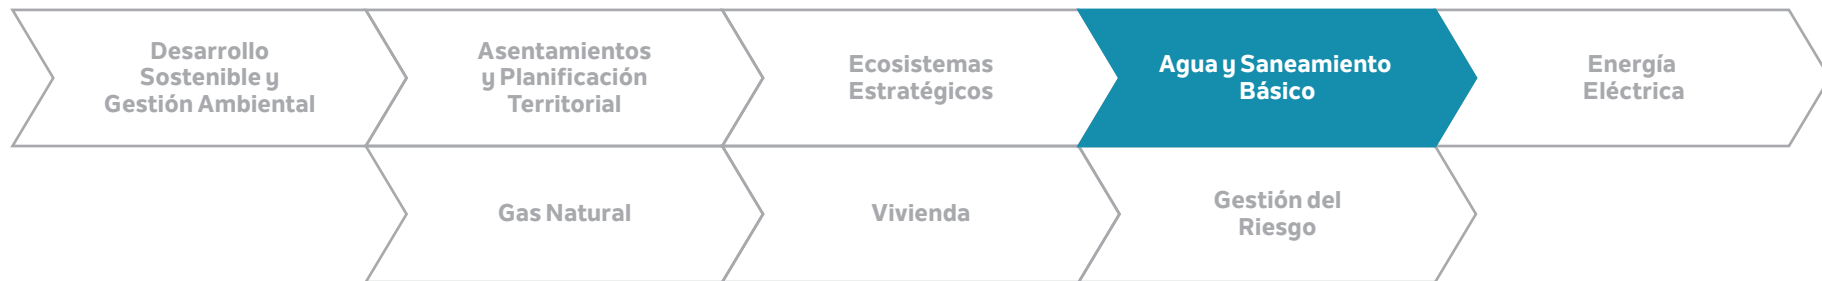 Desarrollo
Sostenible y
Gestión Ambiental
Asentamientos
y Planificación
Territorial
Ecosistemas
Estratégicos
Agua y Saneamiento
Básico
Energía
Eléctrica
Gas Natural
Vivienda
Gestión del
Riesgo